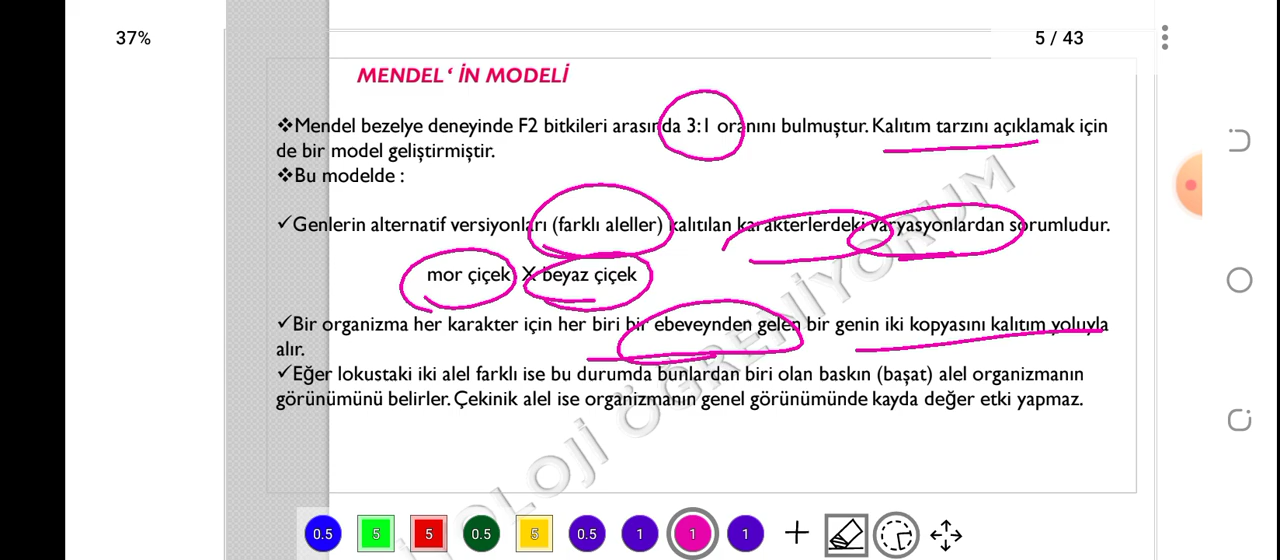 37%
5 / 43
MENDEL‘ İN MODELİ
❖Mendel bezelye deneyinde F2 bitkileri arasında 3:1 oranını bulmuştur. Kalıtım tarzını açıklamak için
de bir model geliştirmiştir.
❖Bu modelde :
✓Genlerin alternatif versiyonları (farklı aleller) kalıtılan karakterlerdeki varyasyonlardan sorumludur.
mor çiçek X beyaz çiçek
✓Bir organizma her karakter için her biri bir ebeveynden gelen bir genin iki kopyasını kalıtım yoluyla
alır.
✓Eğer lokustaki iki alel farklı ise bu durumda bunlardan biri olan baskın (başat) alel organizmanın
görünümünü belirler. Çekinik alel ise organizmanın genel görünümünde kayda değer etki yapmaz.
OLOJİ ÖĞRENİYORUM
0.5 5 5 0.5 5 0.5 1 1 1